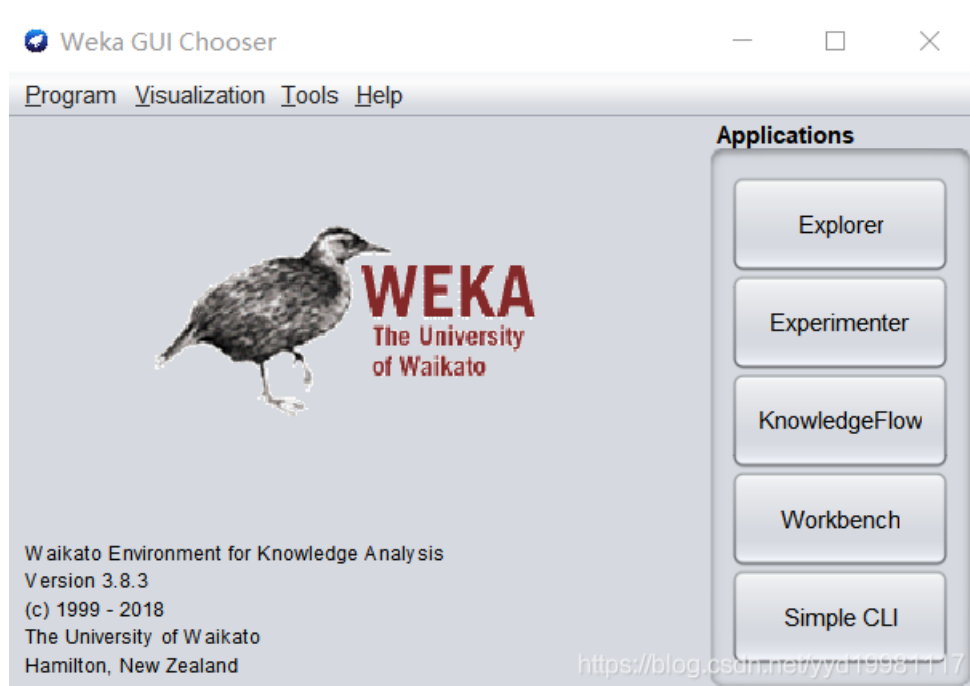 Weka GUI Chooser
Program Visualization Tools Help
Applications
Explorer
Experimenter
KnowledgeFlow
Workbench
Simple CLI
WEKA
The University
of Waikato
Waikato Environment for Knowledge Analysis
Version 3.8.3
(c) 1999 - 2018
The University of Waikato
Hamilton, New Zealand
https://blog.csdn.net/yyd19981117